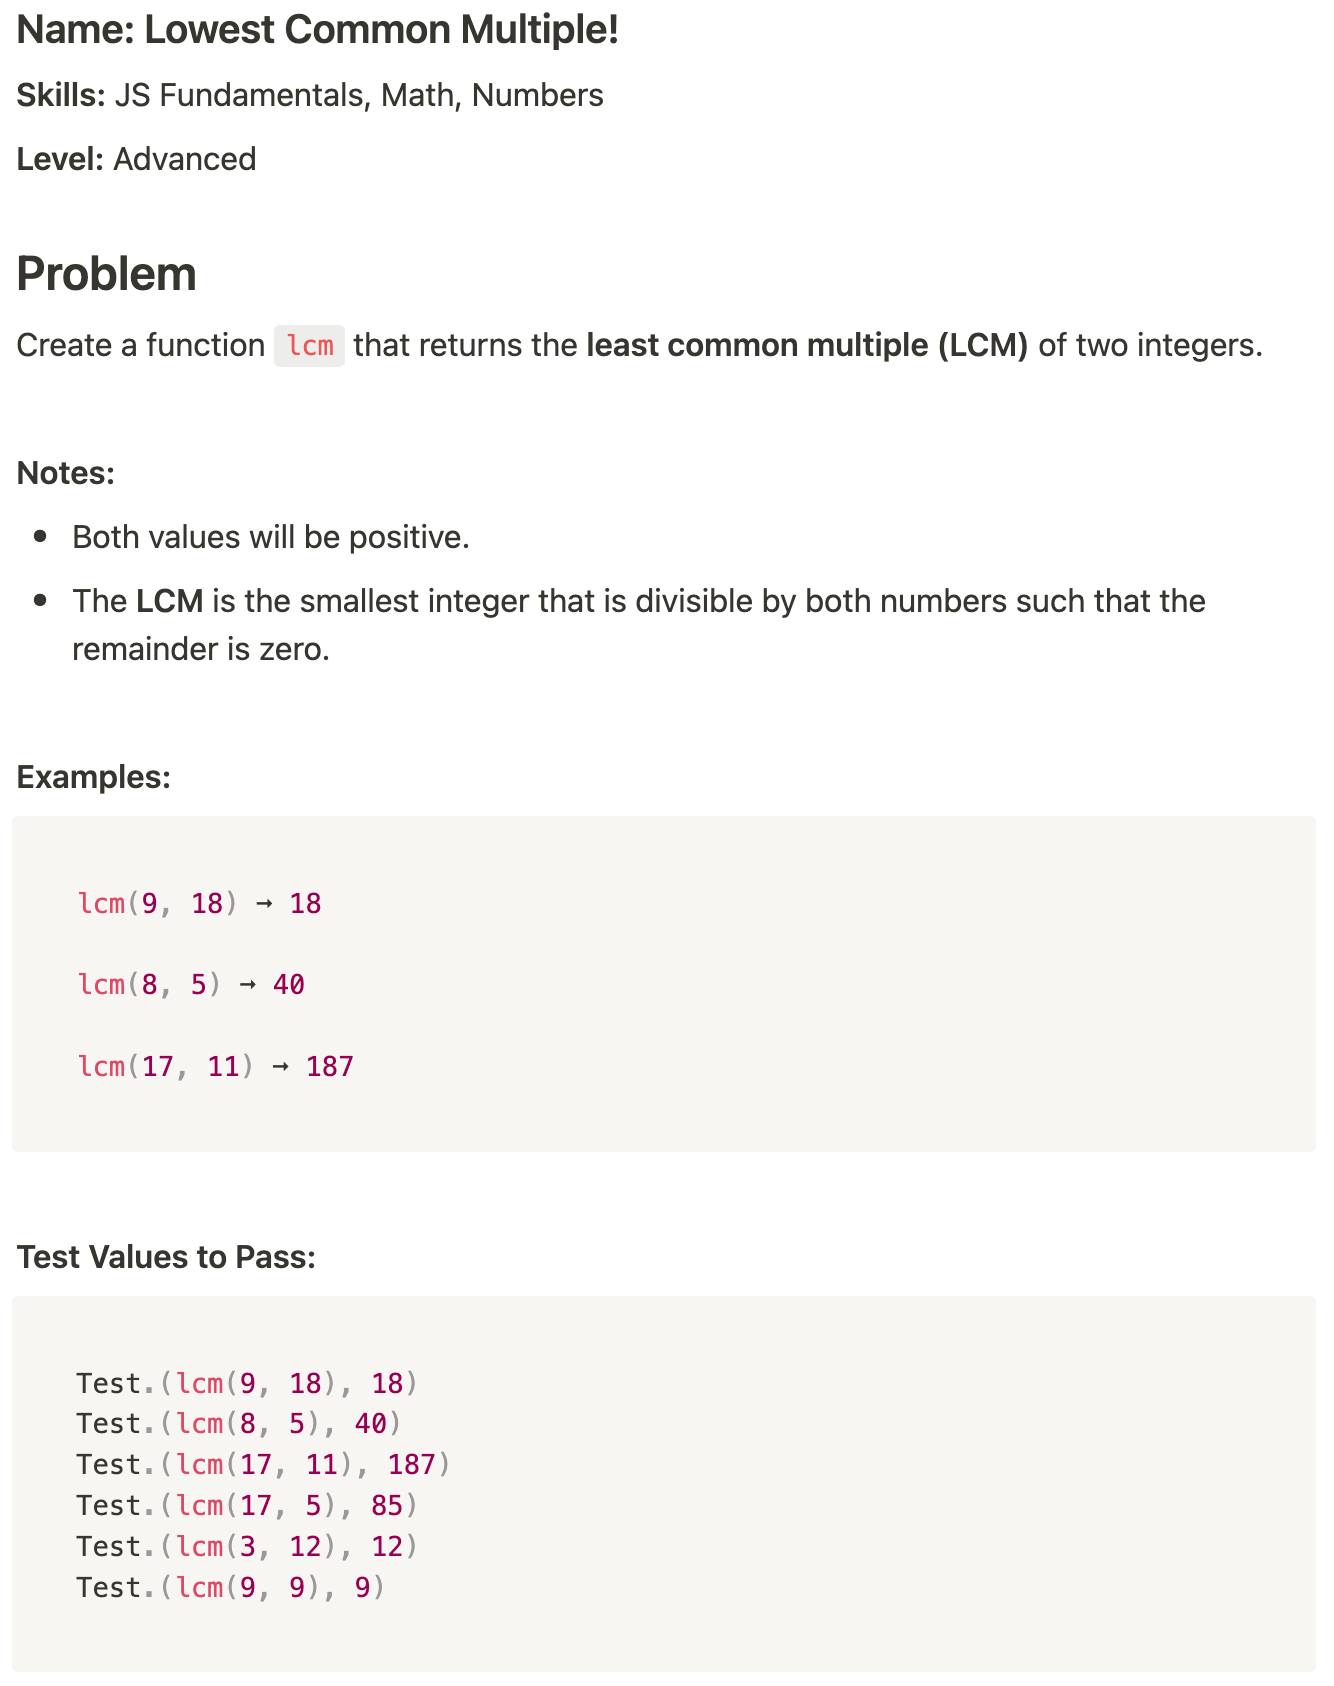 Name: Lowest Common Multiple!
Skills: JS Fundamentals, Math, Numbers
Level: Advanced
Problem
Create a function lcm that returns the least common multiple (LCM) of two integers.
Notes:
• Both values will be positive.
• The LCM is the smallest integer that is divisible by both numbers such that the
remainder is zero.
Examples:
lcm(9, 18) → 18
lcm(8, 5) → 40
lcm(17, 11) → 187
Test Values to Pass:
Test.(lcm(9, 18), 18)
Test.(lcm(8, 5), 40)
Test.(lcm(17, 11), 187)
Test.(lcm(17, 5), 85)
Test.(lcm(3, 12), 12)
Test.(lcm(9, 9), 9)